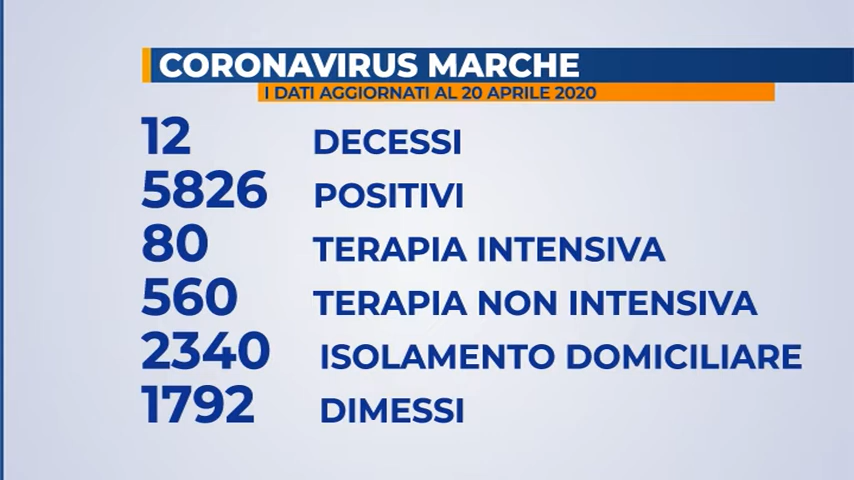 CORONAVIRUS MARCHE
I DATI AGGIORNATI AL 20 APRILE 2020
12 DECESSI
5826 POSITIVI
80 TERAPIA INTENSIVA
560 TERAPIA NON INTENSIVA
2340 ISOLAMENTO DOMICILIARE
1792 DIMESSI